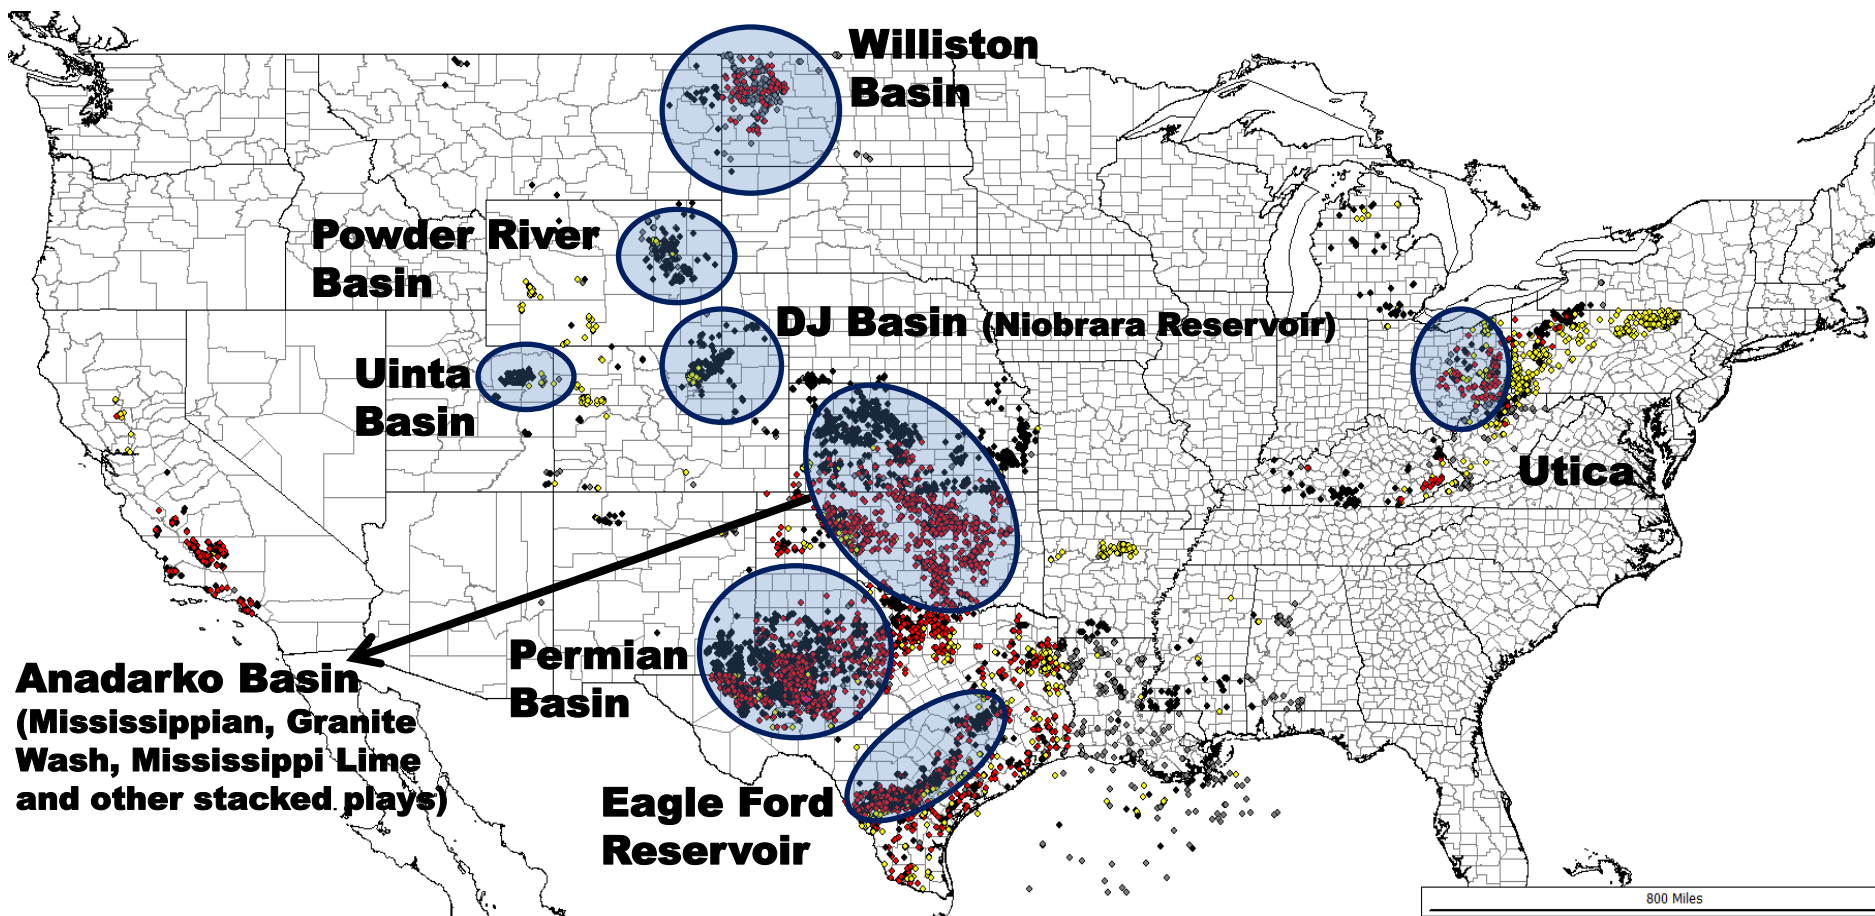 Williston
Basin
Powder River
Basin
DJ Basin (Niobrara Reservoir)
Uinta
Basin
Utica
Permian
Basin
Anadarko Basin
(Mississippian, Granite
Wash, Mississippi Lime
and other stacked plays)
Eagle Ford
Reservoir
800 Miles